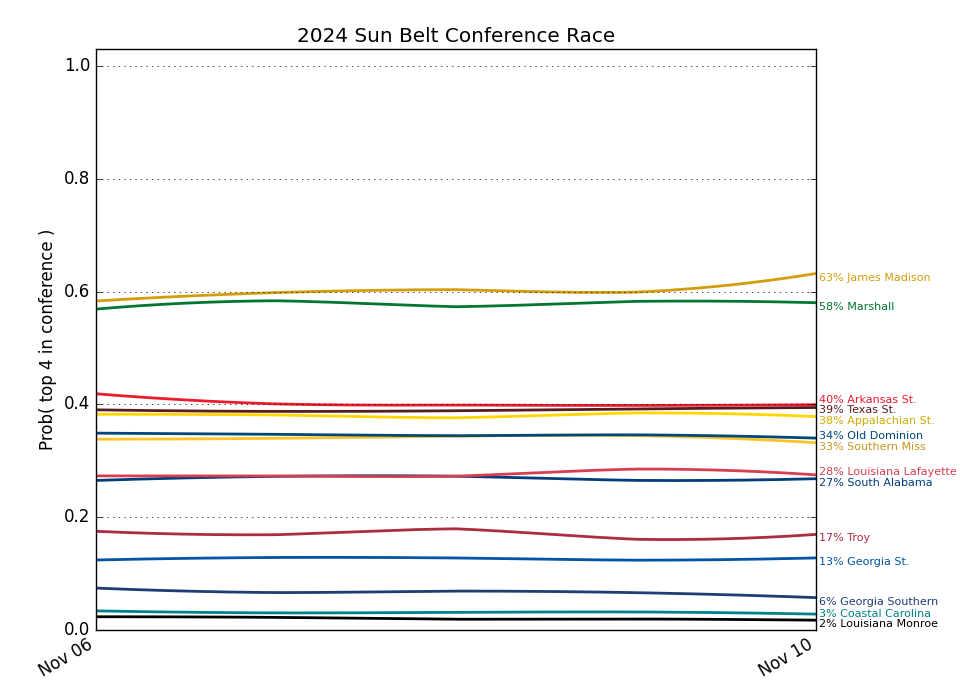 2024 Sun Belt Conference Race
Prob( top 4 in conference )
1.0
0.8
0.6
0.4
0.2
0.0
63% James Madison
58% Marshall
40% Arkansas St.
39% Texas St.
38% Appalachian St.
34% Old Dominion
33% Southern Miss
28% Louisiana Lafayette
27% South Alabama
17% Troy
13% Georgia St.
6% Georgia Southern
3% Coastal Carolina
2% Louisiana Monroe
Nov 06
Nov 10